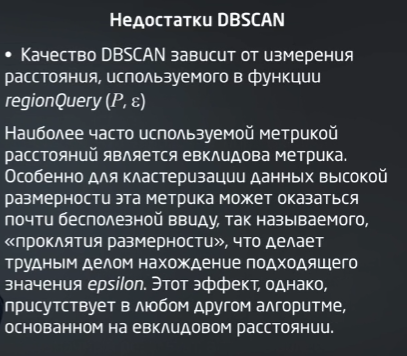 Недостатки DBSCAN
• Качество DBSCAN зависит от измерения
расстояния, используемого в функции
regionQuery (P, ε)
Наиболее часто используемой метрикой
расстояний является евклидова метрика.
Особенно для кластеризации данных высокой
размерности эта метрика может оказаться
почти бесполезной ввиду, так называемого,
«проклятия размерности», что делает
трудным делом нахождение подходящего
значения epsilon. Этот эффект, однако,
присутствует в любом другом алгоритме,
основанном на евклидовом расстоянии.